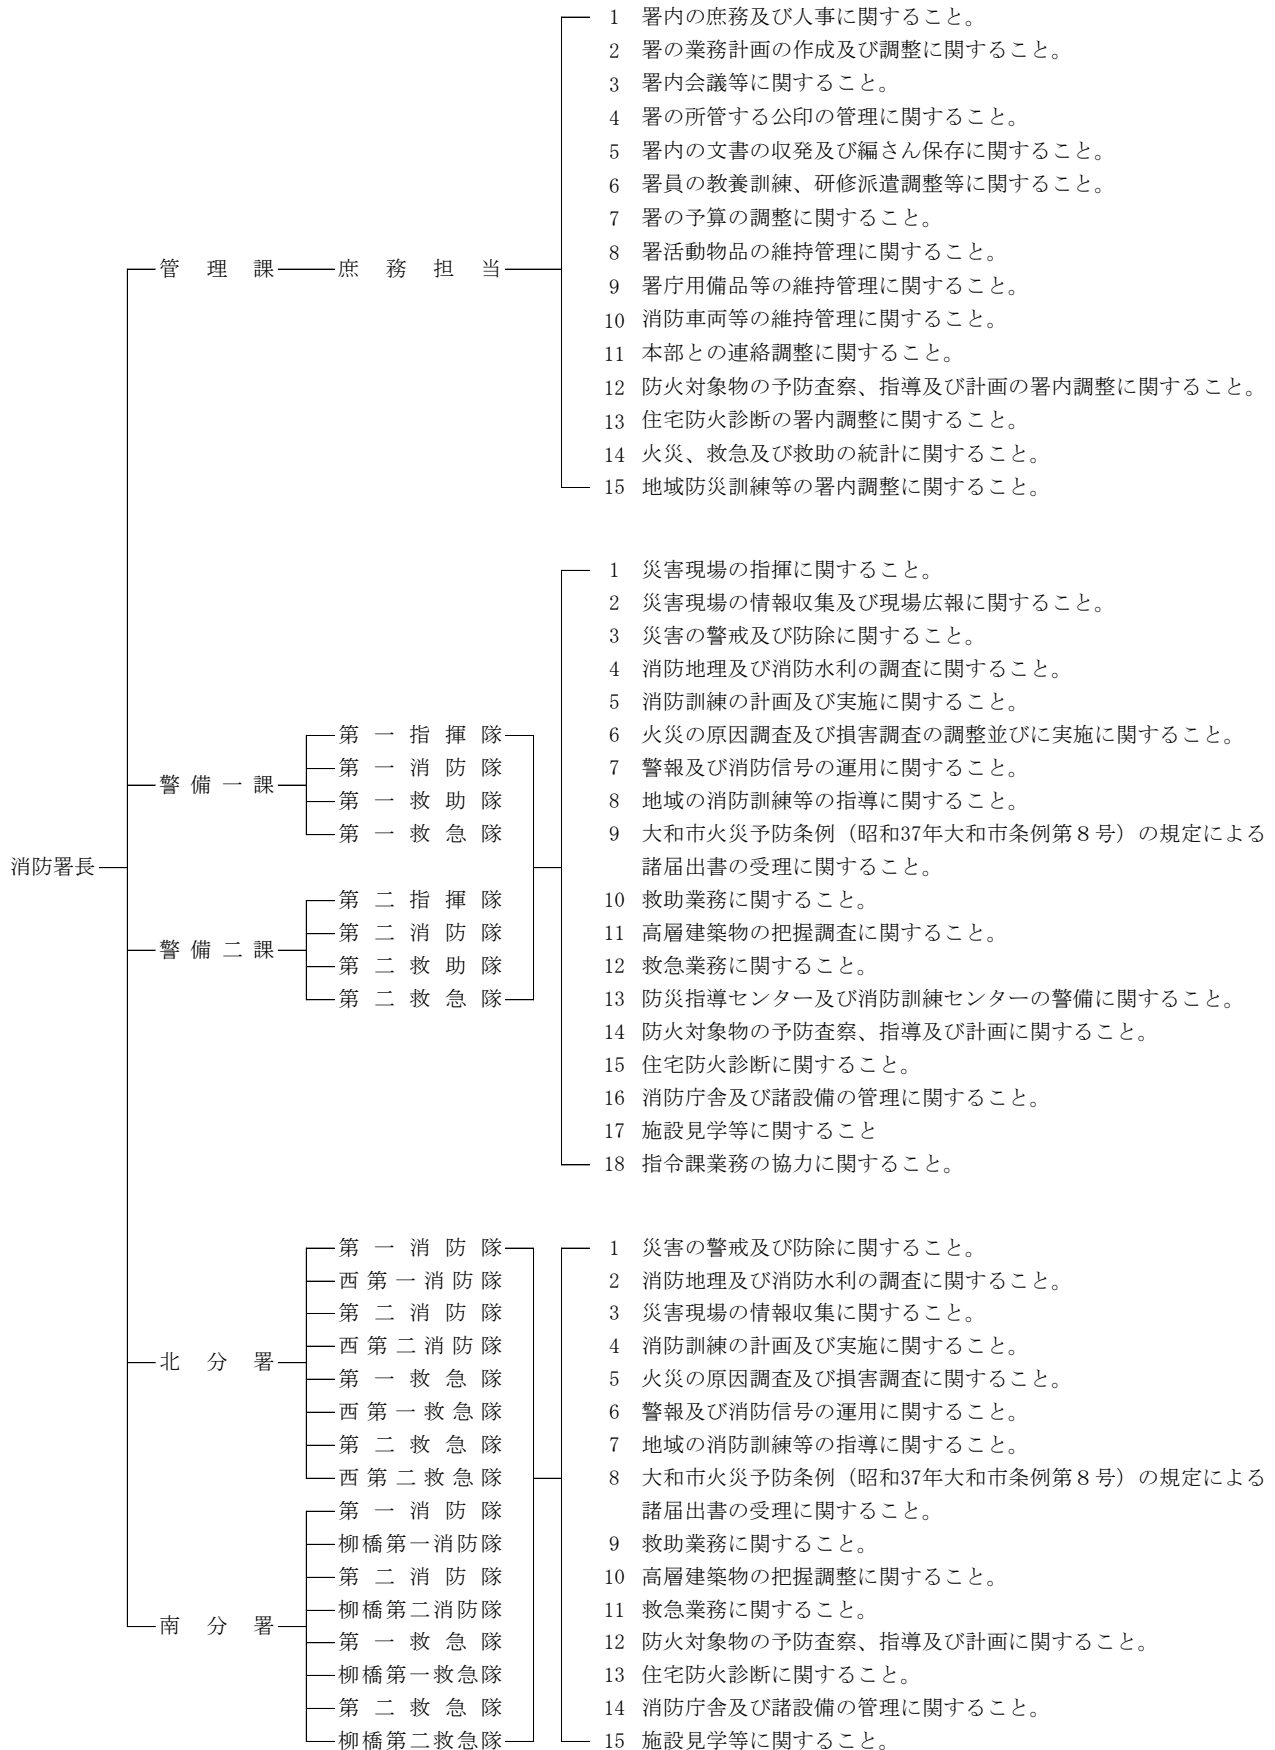 消防署長
管理課
庶務担当
1 署内の庶務及び人事に関すること。
2 署の業務計画の作成及び調整に関すること。
3 署内会議等に関すること。
4 署の所管する公印の管理に関すること。
5 署内の文書の収発及び編さん保存に関すること。
6 署員の教養訓練、研修派遣調整等に関すること。
7 署の予算の調整に関すること。
8 署活動物品の維持管理に関すること。
9 署庁用備品等の維持管理に関すること。
10 消防車両等の維持管理に関すること。
11 本部との連絡調整に関すること。
12 防火対象物の予防査察、指導及び計画の署内調整に関すること。
13 住宅防火診断の署内調整に関すること。
14 火災、救急及び救助の統計に関すること。
15 地域防災訓練等の署内調整に関すること。
警備一課
第一指揮隊
第一消防隊
第一救助隊
第一救急隊
警備二課
第二指揮隊
第二消防隊
第二救助隊
第二救急隊
1 災害現場の指揮に関すること。
2 災害現場の情報収集及び現場広報に関すること。
3 災害の警戒及び防除に関すること。
4 消防地理及び消防水利の調査に関すること。
5 消防訓練の計画及び実施に関すること。
6 火災の原因調査及び損害調査の調整並びに実施に関すること。
7 警報及び消防信号の運用に関すること。
8 地域の消防訓練等の指導に関すること。
9 大和市火災予防条例(昭和37年大和市条例第8号)の規定による
諸届出書の受理に関すること。
10 救助業務に関すること。
11 高層建築物の把握調査に関すること。
12 救急業務に関すること。
13 防災指導センター及び消防訓練センターの警備に関すること。
14 防火対象物の予防査察、指導及び計画に関すること。
15 住宅防火診断に関すること。
16 消防庁舎及び諸設備の管理に関すること。
17 施設見学等に関すること
18 指令課業務の協力に関すること。
北分署
第一消防隊
西第一消防隊
第二消防隊
西第二消防隊
第一救急隊
西第一救急隊
第二救急隊
西第二救急隊
南分署
第一消防隊
柳橋第一消防隊
第二消防隊
柳橋第二消防隊
第一救急隊
柳橋第一救急隊
第二救急隊
柳橋第二救急隊
1 災害の警戒及び防除に関すること。
2 消防地理及び消防水利の調査に関すること。
3 災害現場の情報収集に関すること。
4 消防訓練の計画及び実施に関すること。
5 火災の原因調査及び損害調査に関すること。
6 警報及び消防信号の運用に関すること。
7 地域の消防訓練等の指導に関すること。
8 大和市火災予防条例(昭和37年大和市条例第8号)の規定による
諸届出書の受理に関すること。
9 救助業務に関すること。
10 高層建築物の把握調整に関すること。
11 救急業務に関すること。
12 防火対象物の予防査察、指導及び計画に関すること。
13 住宅防火診断に関すること。
14 消防庁舎及び諸設備の管理に関すること。
15 施設見学等に関すること。